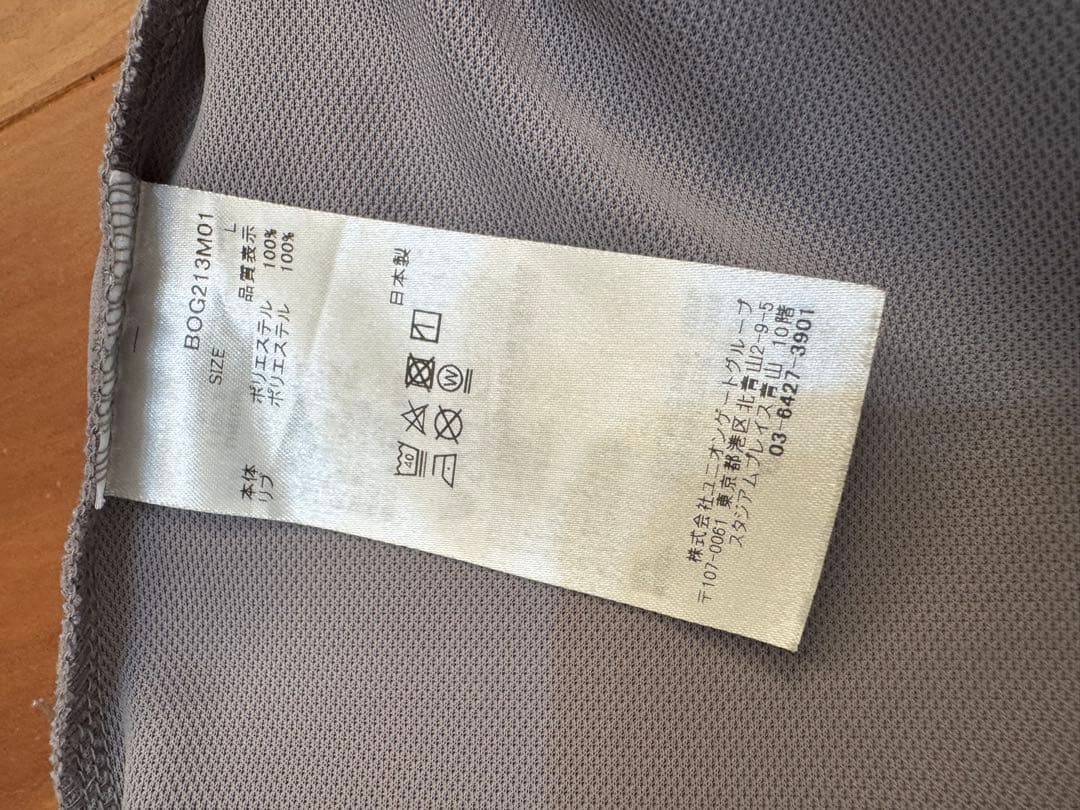 BOG213M01
SIZE L
品質表示
本体 ポリエステル 100%
リブ ポリエステル 100%
日本製
40
W
株式会社ユニオンゲートグループ
〒107-0061 東京都港区北青山2-9-5
スタジアムプレイス青山 10階
03-6427-3901